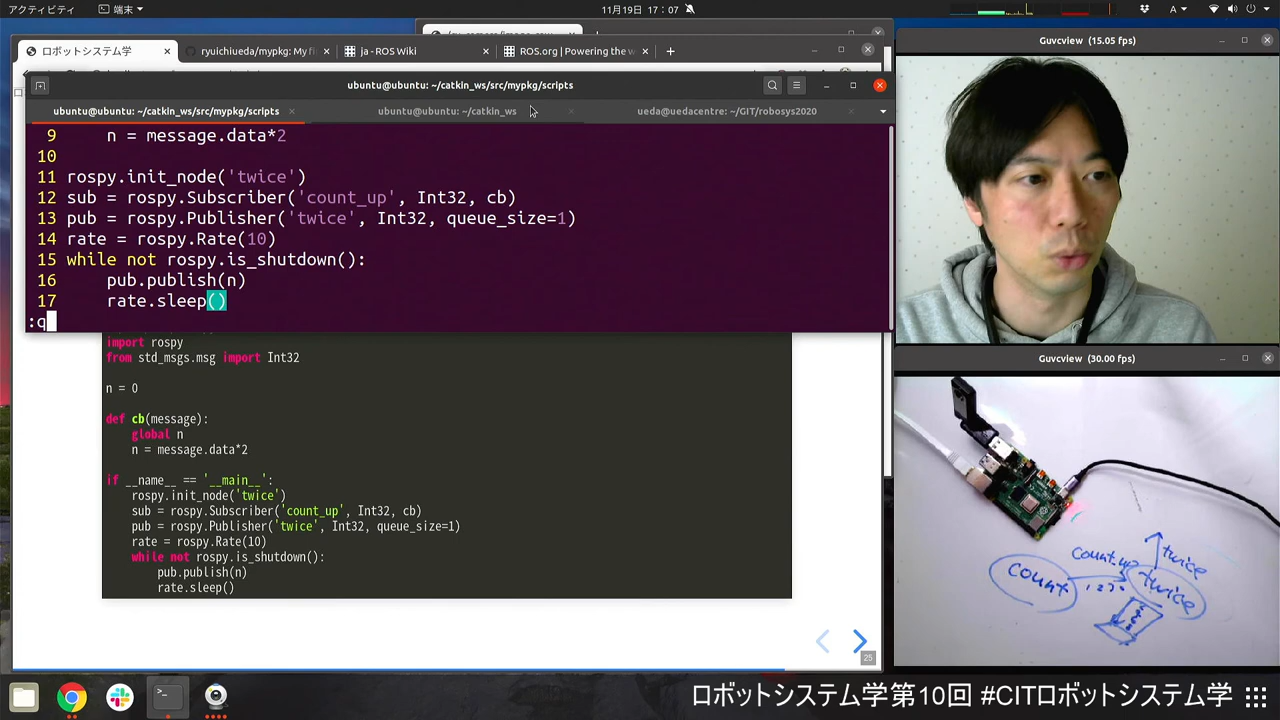 アクティビティ 端末 11月19日 17:07 A
ロボットシステム学 ryuichiueda/mypkg: My fi ja - ROS Wiki ROS.org | Powering the w
ubuntu@ubuntu: ~/catkin_ws/src/mypkg/scripts
ubuntu@ubuntu: ~/catkin_ws/src/mypkg/scripts ubuntu@ubuntu: ~/catkin_ws ueda@uedacentre: ~/GIT/robosys2020
9 n = message.data*2
10
11 rospy.init_node('twice')
12 sub = rospy.Subscriber('count_up', Int32, cb)
13 pub = rospy.Publisher('twice', Int32, queue_size=1)
14 rate = rospy.Rate(10)
15 while not rospy.is_shutdown():
16 pub.publish(n)
17 rate.sleep()
:q
import rospy
from std_msgs.msg import Int32
n = 0
def cb(message):
global n
n = message.data*2
if __name__ == '__main__':
rospy.init_node('twice')
sub = rospy.Subscriber('count_up', Int32, cb)
pub = rospy.Publisher('twice', Int32, queue_size=1)
rate = rospy.Rate(10)
while not rospy.is_shutdown():
pub.publish(n)
rate.sleep()
25
Guvcview (15.05 fps)
Guvcview (30.00 fps)
twice
count_up
count
twice
ロボットシステム学第10回 #CITロボットシステム学